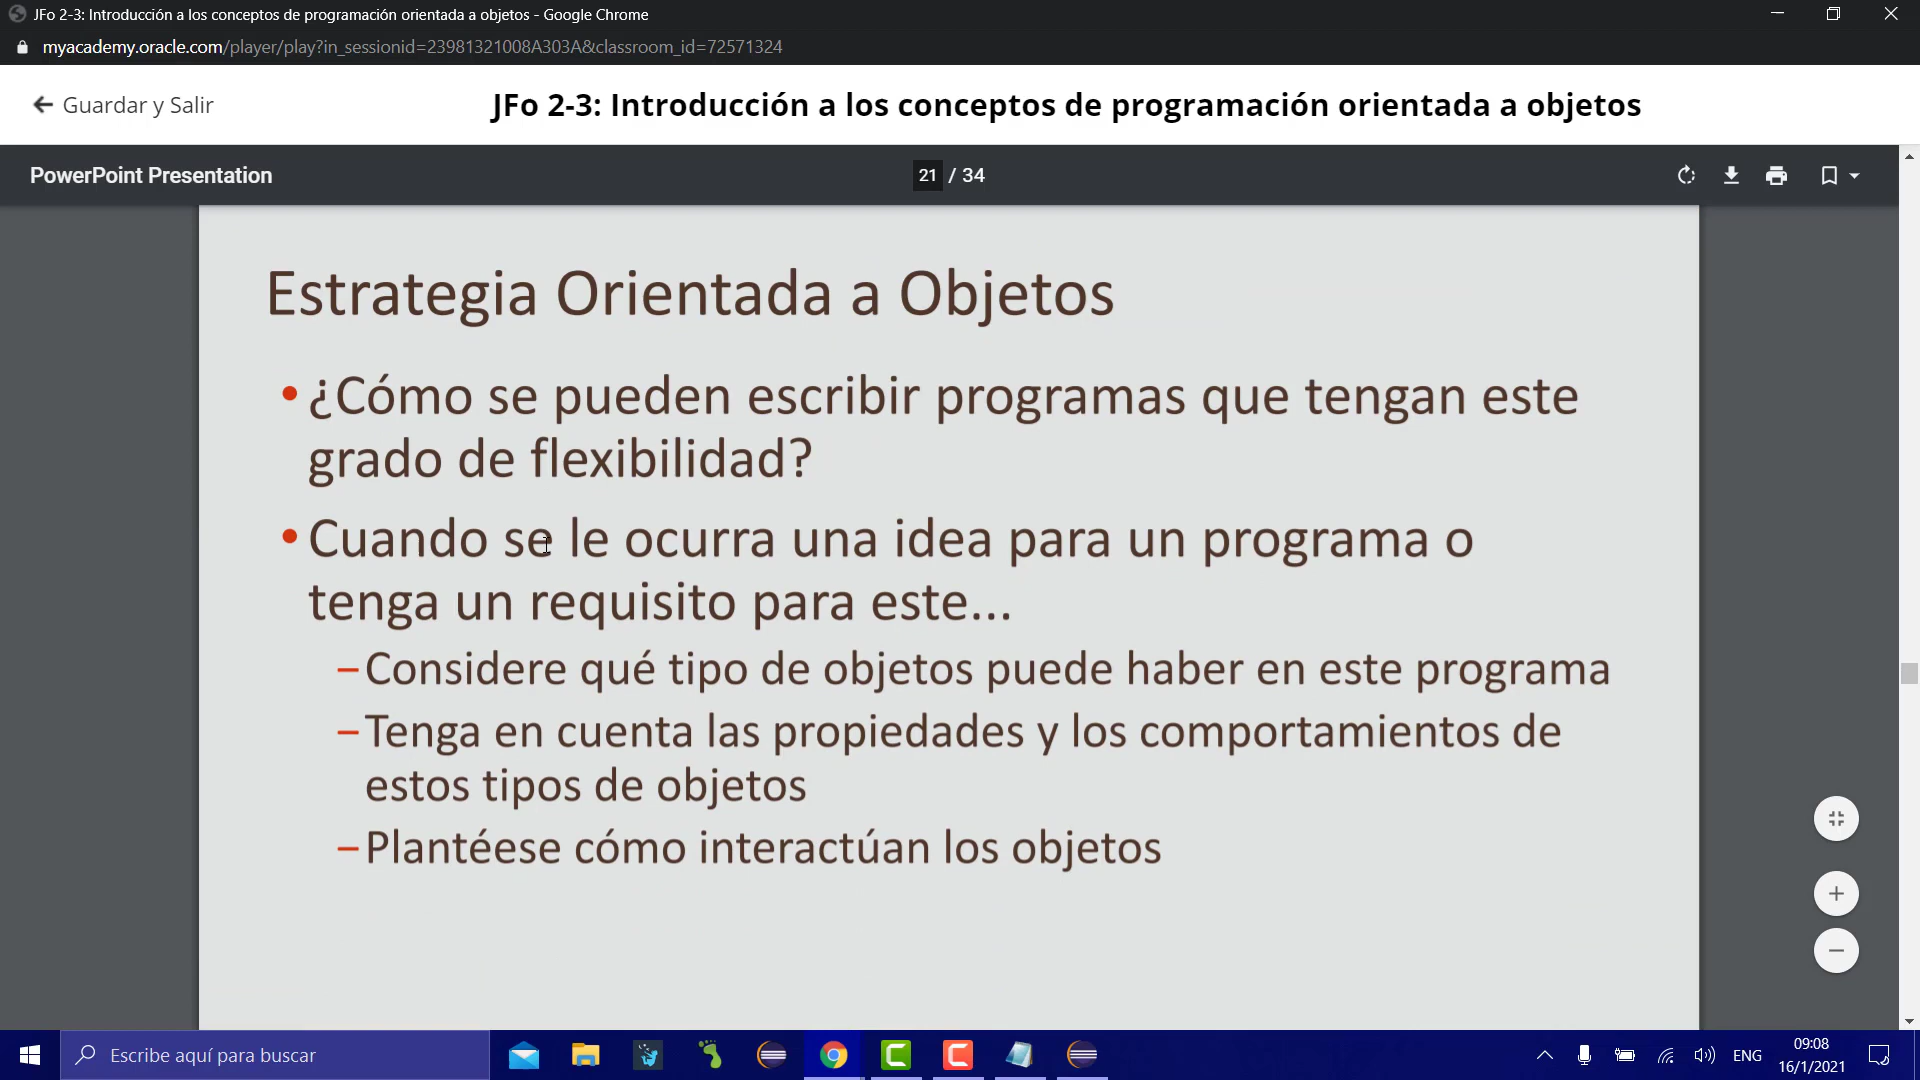 JFo 2-3: Introducción a los conceptos de programación orientada a objetos - Google Chrome
myacademy.oracle.com/player/play?in_sessionid=23981321008A303A&classroom_id=72571324
Guardar y Salir
JFo 2-3: Introducción a los conceptos de programación orientada a objetos
PowerPoint Presentation
21 / 34
Estrategia Orientada a Objetos
•¿Cómo se pueden escribir programas que tengan este
grado de flexibilidad?
•Cuando se le ocurra una idea para un programa o
tenga un requisito para este...
–Considere qué tipo de objetos puede haber en este programa
–Tenga en cuenta las propiedades y los comportamientos de
estos tipos de objetos
–Plantéese cómo interactúan los objetos
Escribe aquí para buscar
ENG
09:08
16/1/2021